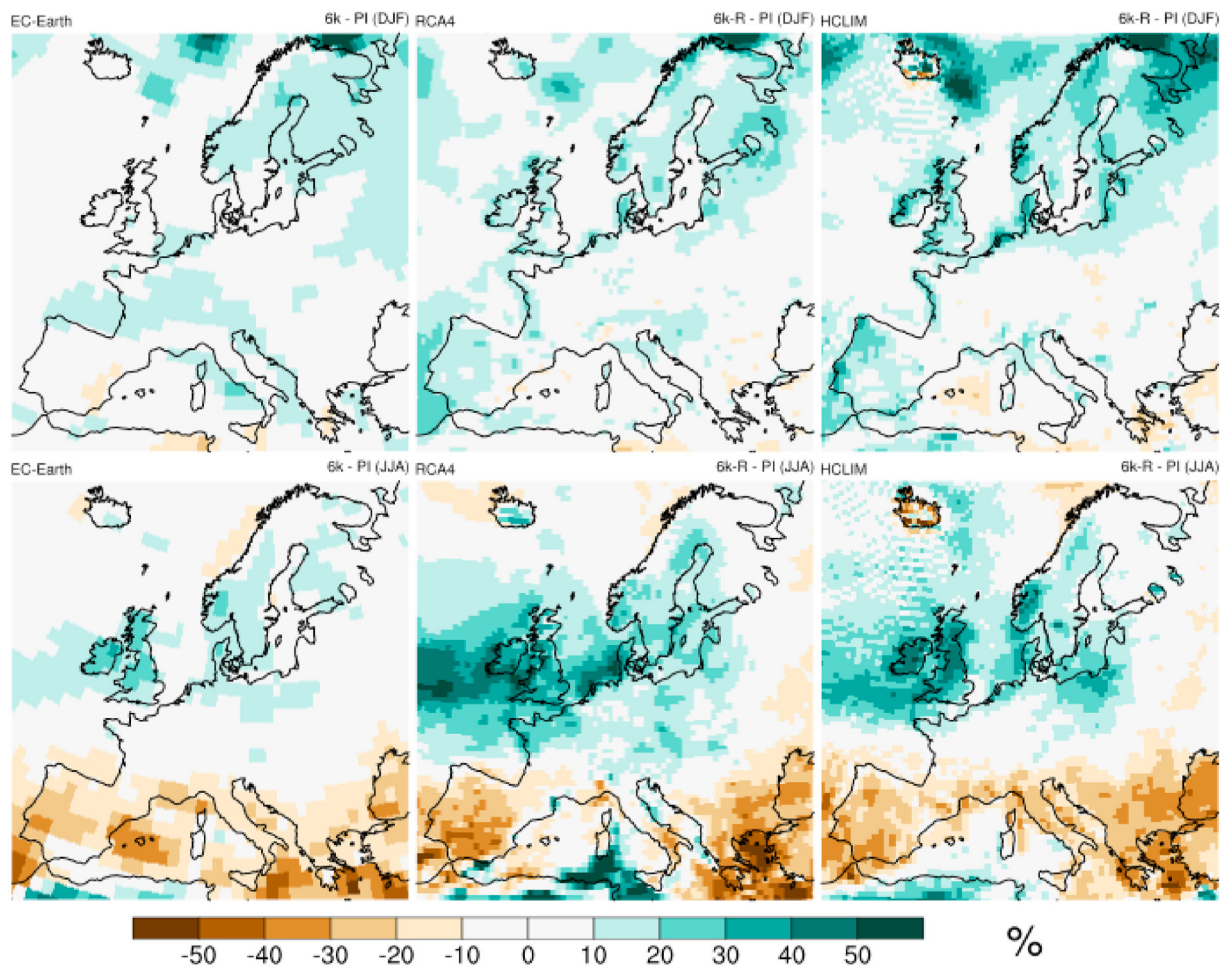 EC-Earth 6k - PI (DJF) RCA4 6k-R - PI (DJF) HCLIM 6k-R - PI (DJF)
EC-Earth 6k - PI (JJA) RCA4 6k-R - PI (JJA) HCLIM 6k-R - PI (JJA)
-50 -40 -30 -20 -10 0 10 20 30 40 50 %